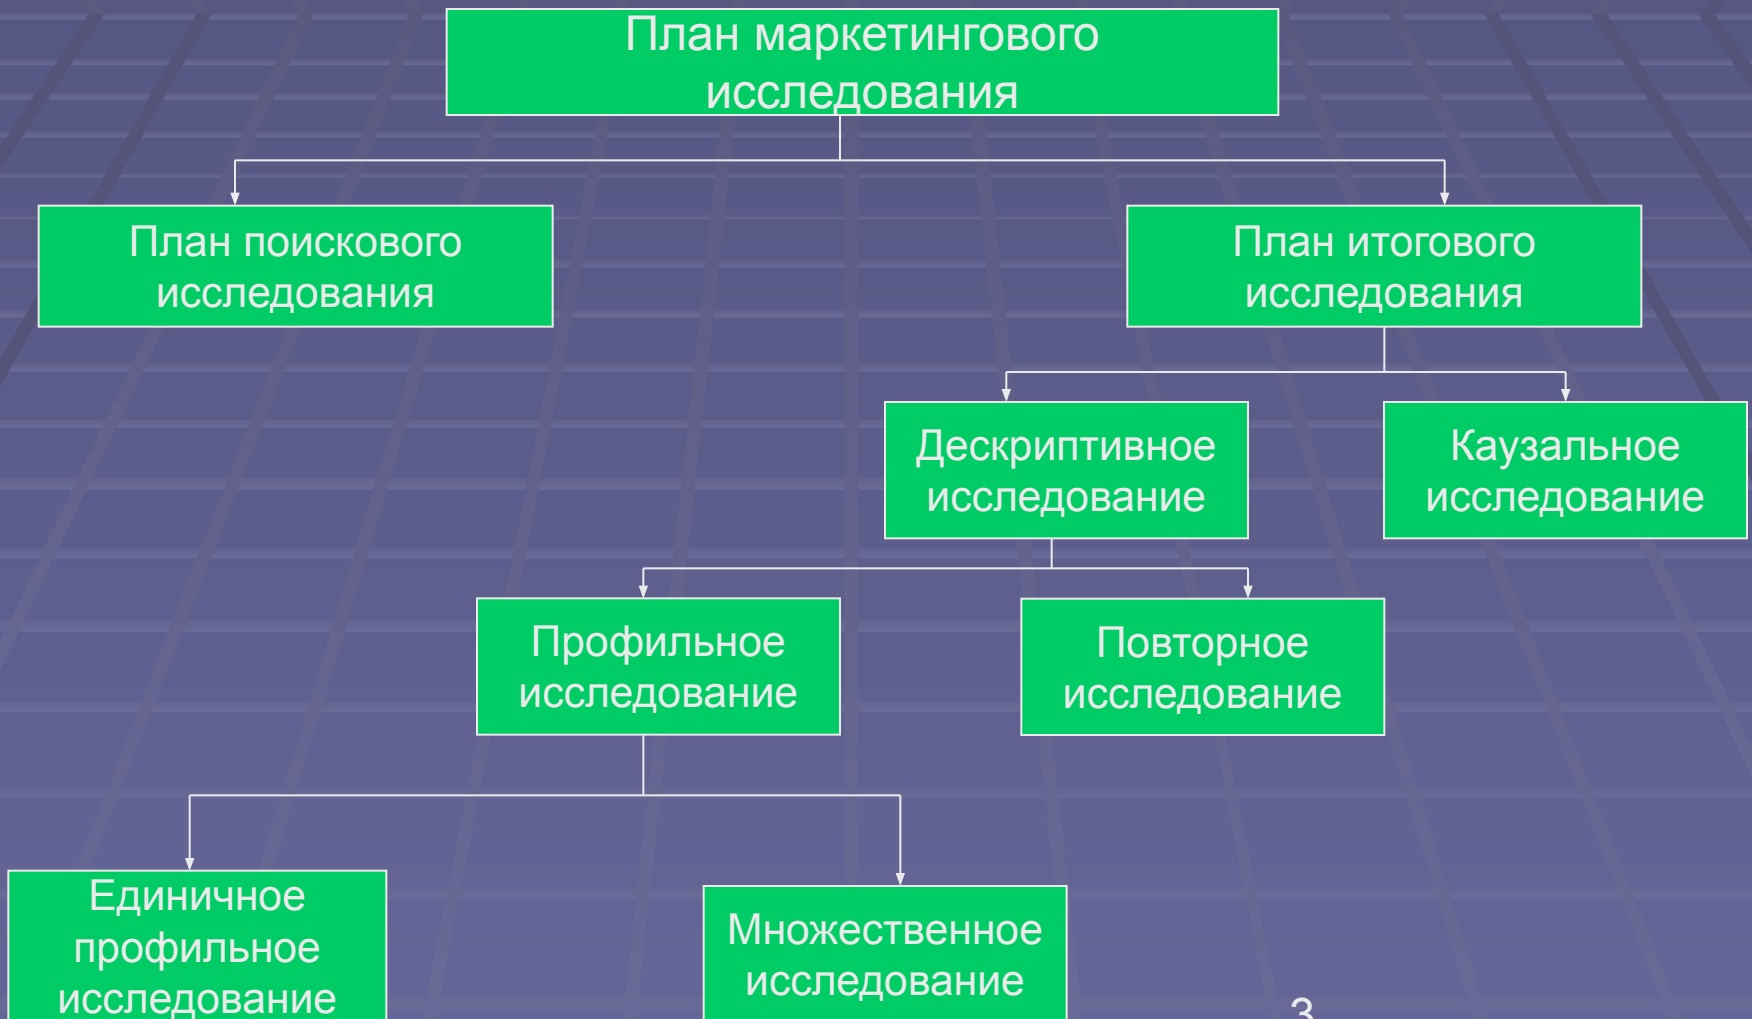 План маркетингового
исследования
План поискового
исследования
План итогового
исследования
Дескриптивное
исследование
Каузальное
исследование
Профильное
исследование
Повторное
исследование
Единичное
профильное
исследование
Множественное
исследование
3